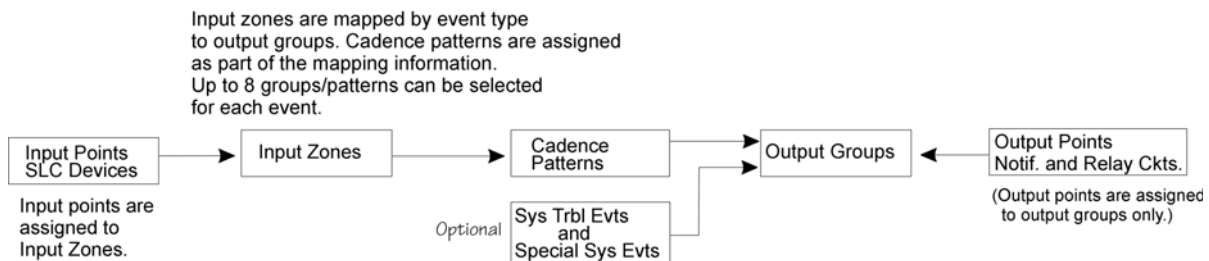 Input zones are mapped by event type
to output groups. Cadence patterns are assigned
as part of the mapping information.
Up to 8 groups/patterns can be selected
for each event.
Input Points
SLC Devices
Input Zones
Cadence
Patterns
Output Groups
Output Points
Notif. and Relay Ckts.
Input points are
assigned to
Input Zones.
Optional
Sys Trbl Evts
and
Special Sys Evts
(Output points are assigned
to output groups only.)